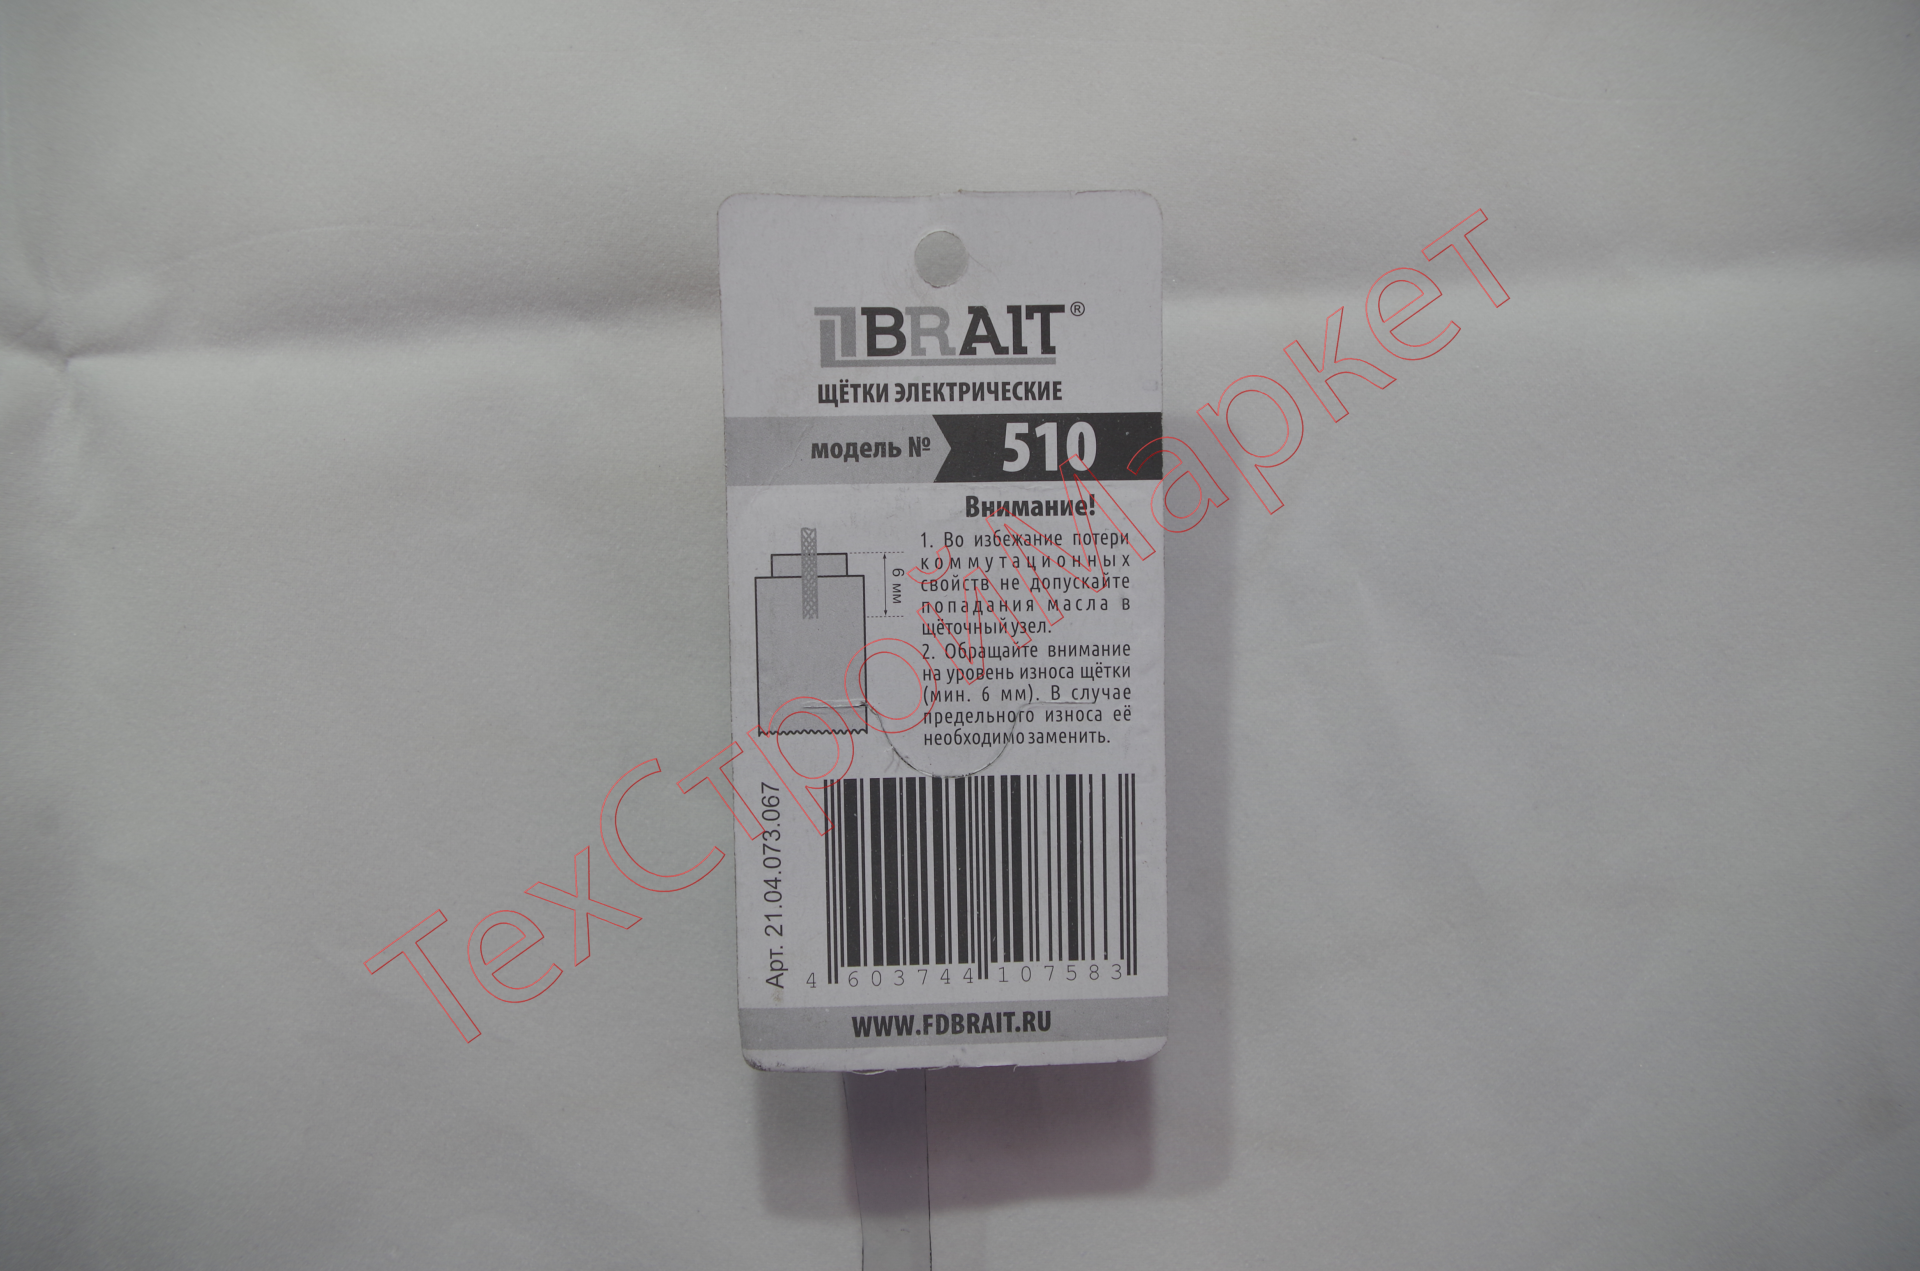 BRAIT®
ЩЁТКИ ЭЛЕКТРИЧЕСКИЕ
модель № 510
Внимание!
1. Во избежание потери
коммутационных
свойств не допускайте
попадания масла в
щёточный узел.
2. Обращайте внимание
на уровень износа щётки
(мин. 6 мм). В случае
предельного износа её
необходимо заменить.
6 мм
Арт. 21.04.073.067
4 603744 107583
WWW.FDBRAIT.RU
ТехСтройМаркет